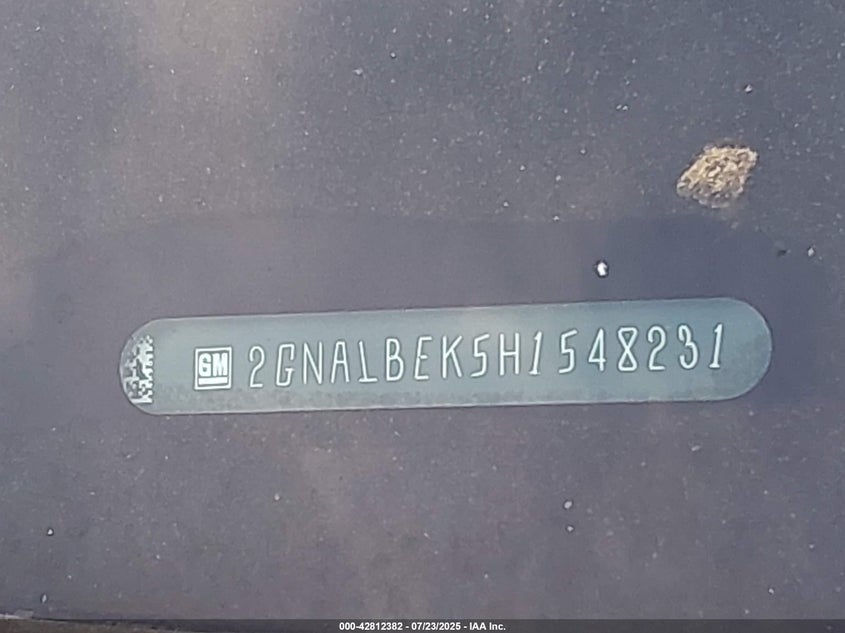 GM 2GNALBEK5H1548231
000-42812382 - 07/23/2025 - IAA Inc.